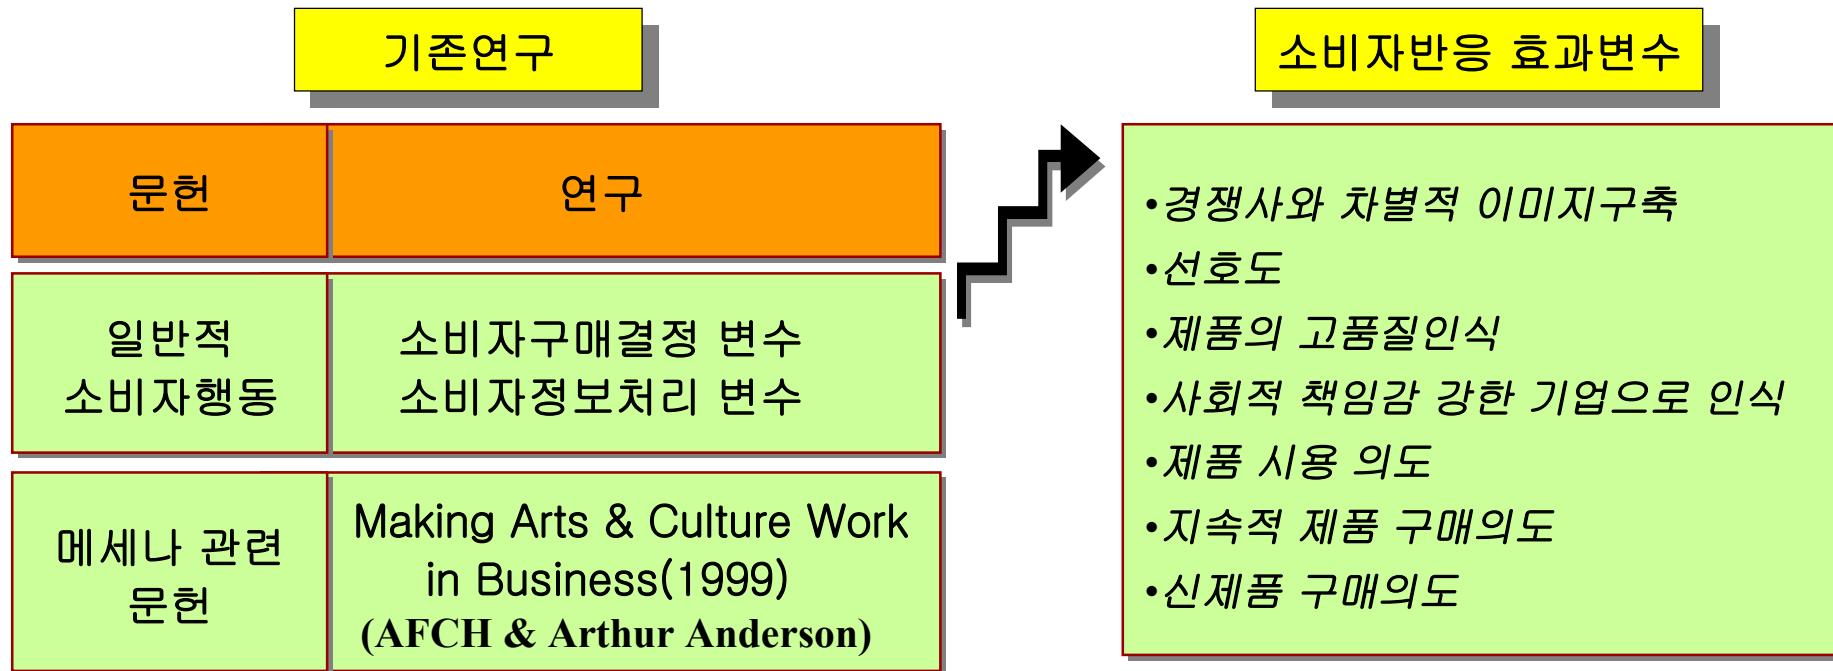 기존연구
문헌
연구
일반적
소비자행동
소비자구매결정 변수
소비자정보처리 변수
메세나 관련
문헌
Making Arts & Culture Work
in Business(1999)
(AFCH & Arthur Anderson)
소비자반응 효과변수
•경쟁사와 차별적 이미지구축
•선호도
•제품의 고품질인식
•사회적 책임감 강한 기업으로 인식
•제품 시용 의도
•지속적 제품 구매의도
•신제품 구매의도